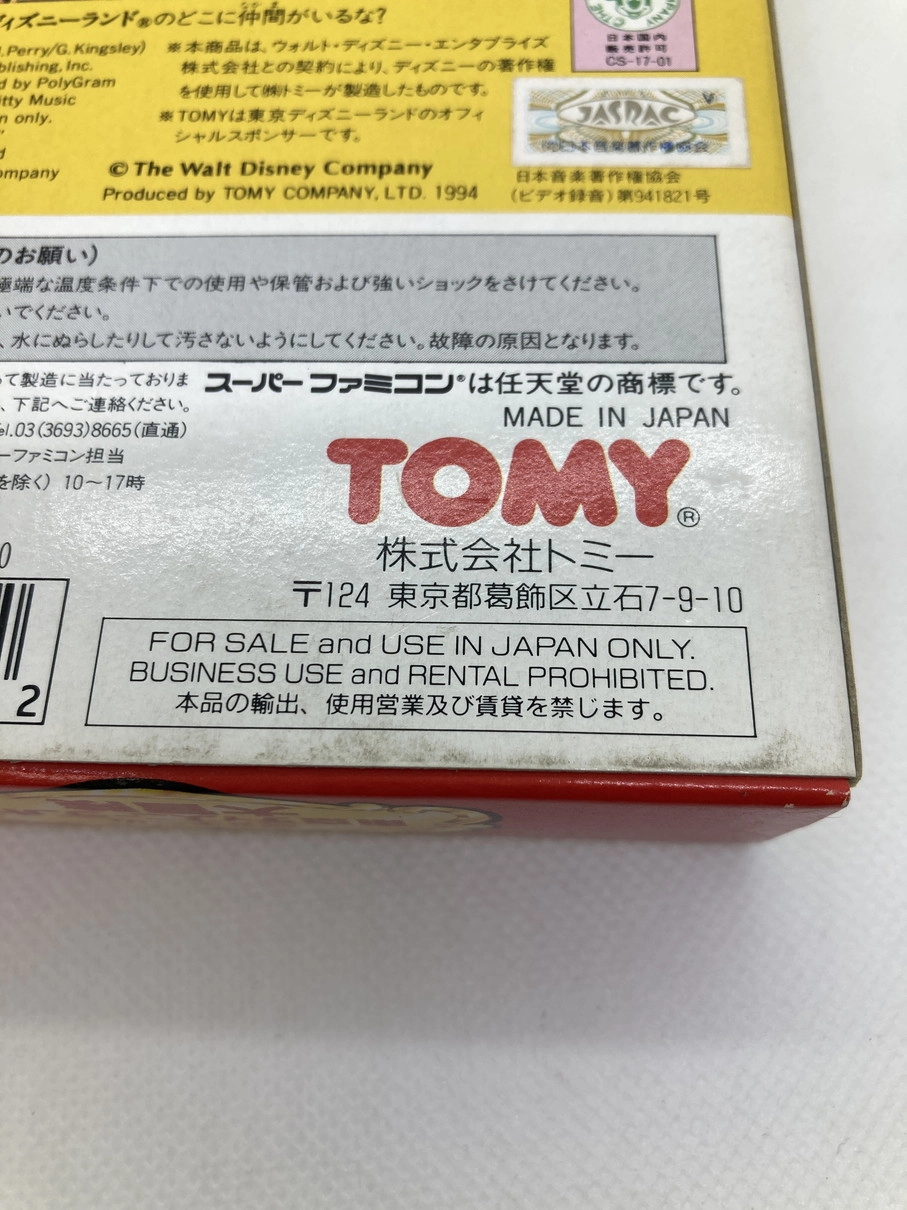 ィズニーランド®のどこに仲間がいるな?
.Perry/G.Kingsley)
blishing, Inc.
d by PolyGram
itty Music
n only.
d
ompany
※本商品は、ウォルト・ディズニー・エンタプライズ
株式会社との契約により、ディズニーの著作権
を使用して㈱トミーが製造したものです。
※TOMYは東京ディズニーランドのオフィ
シャルスポンサーです。
© The Walt Disney Company
Produced by TOMY COMPANY, LTD. 1994
日本国内
販売許可
CS-17-01
JASRAC
日本音楽著作権協会
日本音楽著作権協会
(ビデオ録音)第941821号
のお願い)
極端な温度条件下での使用や保管および強いショックをさけてください。
いでください。
、水にぬらしたりして汚さないようにしてください。故障の原因となります。
って製造に当たっておりま
、下記へご連絡ください。
el.03(3693)8665(直通)
ーファミコン担当
を除く) 10〜17時
スーパーファミコン®は任天堂の商標です。
MADE IN JAPAN
TOMY®
株式会社トミー
〒124 東京都葛飾区立石7-9-10
0
2
FOR SALE and USE IN JAPAN ONLY.
BUSINESS USE and RENTAL PROHIBITED.
本品の輸出、使用営業及び賃貸を禁じます。